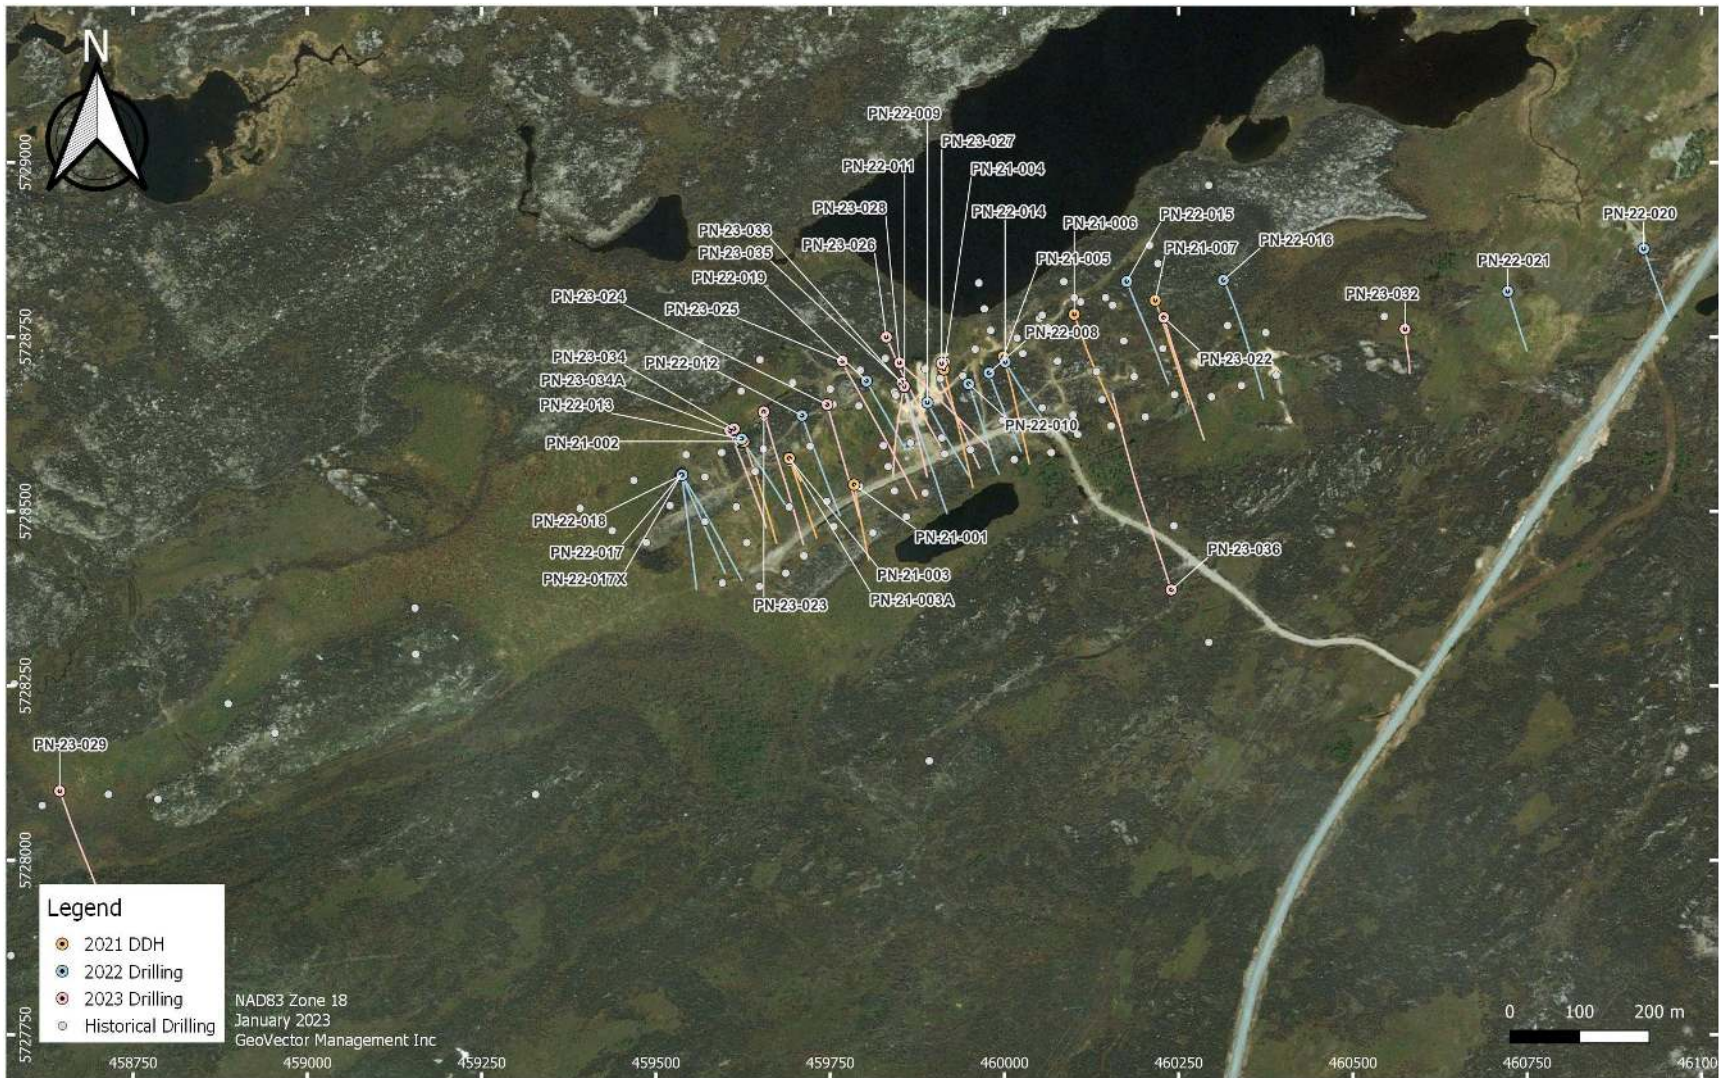 N
PN-22-009
PN-23-027
PN-22-011
PN-21-004
PN-23-028
PN-22-014
PN-22-015
PN-22-020
PN-21-006
PN-23-033
PN-23-026
PN-21-007
PN-22-016
PN-23-035
PN-21-005
PN-22-021
PN-22-019
PN-23-024
PN-23-032
PN-23-025
PN-22-008
PN-23-034
PN-22-012
PN-23-022
PN-23-034A
PN-22-013
PN-22-010
PN-21-002
PN-22-018
PN-21-001
PN-22-017
PN-23-036
PN-22-017X
PN-21-003
PN-21-003A
PN-23-023
PN-23-029
5729000
5728750
5728500
5728250
5728000
5727750
Legend
2021 DDH
2022 Drilling
2023 Drilling
Historical Drilling
NAD83 Zone 18
January 2023
GeoVector Management Inc
0 100 200 m
458750 459000 459250 459500 459750 460000 460250 460500 460750 46100